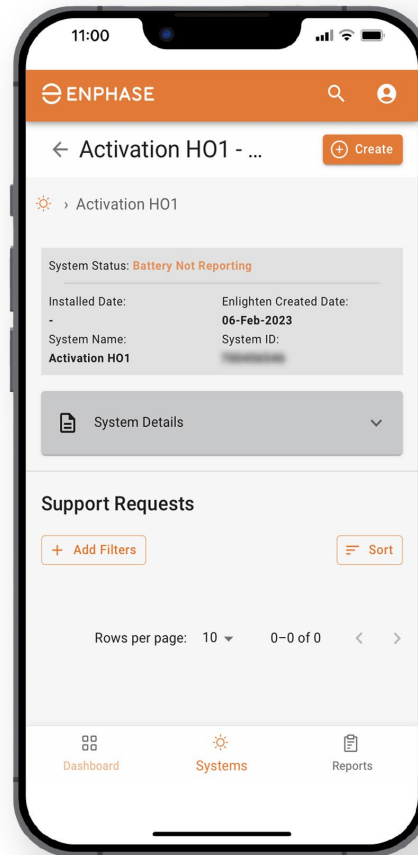 11:00
ENPHASE
Activation HO1 - ...
Create
› Activation HO1
System Status: Battery Not Reporting
Installed Date: Enlighten Created Date:
- 06-Feb-2023
System Name: System ID:
Activation HO1
System Details
Support Requests
+ Add Filters Sort
Rows per page: 10 0–0 of 0
Dashboard Systems Reports